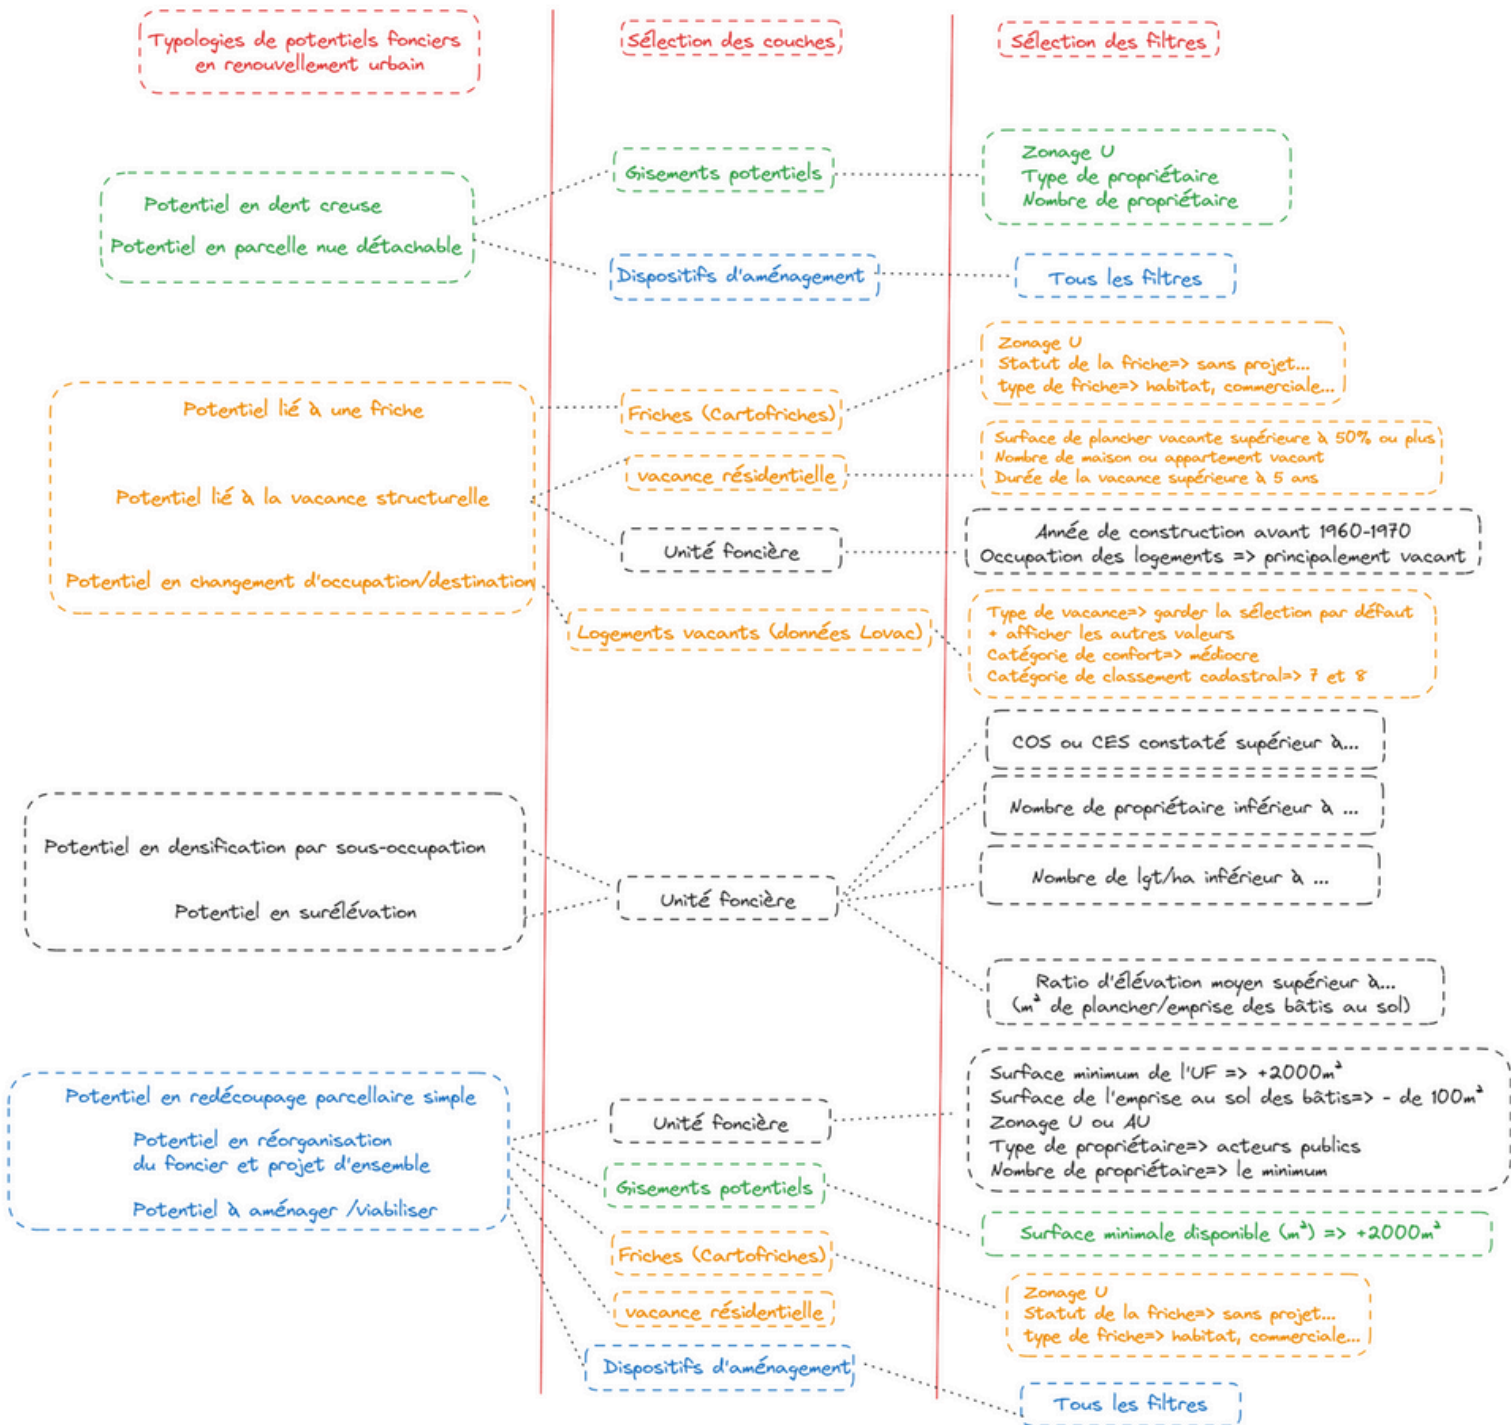 Typologies de potentiels fonciers
en renouvellement urbain
Sélection des couches
Sélection des filtres
Potentiel en dent creuse
Potentiel en parcelle nue détachable
Gisements potentiels
Zonage U
Type de propriétaire
Nombre de propriétaire
Dispositifs d'aménagement
Tous les filtres
Potentiel lié à une friche
Potentiel lié à la vacance structurelle
Potentiel en changement d'occupation/destination
Friches (Cartofriches)
Zonage U
Statut de la friche=> sans projet...
type de friche=> habitat, commerciale...
vacance résidentielle
Surface de plancher vacante supérieure à 50% ou plus
Nombre de maison ou appartement vacant
Durée de la vacance supérieure à 5 ans
Unité foncière
Année de construction avant 1960-1970
Occupation des logements => principalement vacant
Logements vacants (données Lovac)
Type de vacance=> garder la sélection par défaut
+ afficher les autres valeurs
Catégorie de confort=> médiocre
Catégorie de classement cadastral=> 7 et 8
Potentiel en densification par sous-occupation
Potentiel en surélévation
Unité foncière
COS ou CES constaté supérieur à...
Nombre de propriétaire inférieur à ...
Nombre de lgt/ha inférieur à ...
Ratio d'élévation moyen supérieur à...
(m² de plancher/emprise des bâtis au sol)
Potentiel en redécoupage parcellaire simple
Potentiel en réorganisation
du foncier et projet d'ensemble
Potentiel à aménager /viabiliser
Unité foncière
Surface minimum de l'UF => +2000m²
Surface de l'emprise au sol des bâtis=> - de 100m²
Zonage U ou AU
Type de propriétaire=> acteurs publics
Nombre de propriétaire=> le minimum
Gisements potentiels
Surface minimale disponible (m²) => +2000m²
Friches (Cartofriches)
Zonage U
Statut de la friche=> sans projet...
type de friche=> habitat, commerciale...
vacance résidentielle
Dispositifs d'aménagement
Tous les filtres